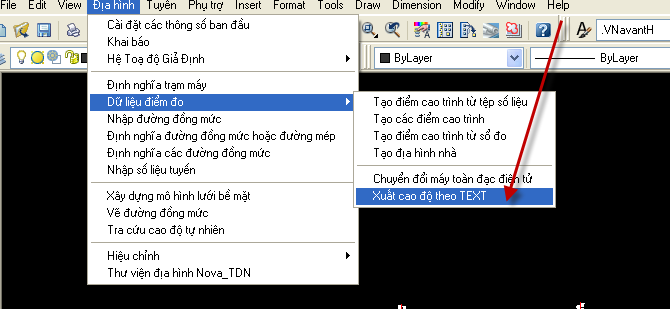 Edit View Địa hình Tuyến Phụ trợ Insert Format Tools Draw Dimension Modify Window Help
Cài đặt các thông số ban đầu
Khai báo
Hệ Toạ độ Giả Định
.VNavantH
ByLayer
ByLayer
Định nghĩa trạm máy
Dữ liệu điểm đo
Nhập đường đồng mức
Định nghĩa đường đồng mức hoặc đường mép
Định nghĩa các đường đồng mức
Nhập số liệu tuyến
Xây dựng mô hình lưới bề mặt
Vẽ đường đồng mức
Tra cứu cao độ tự nhiên
Hiệu chỉnh
Thư viện địa hình Nova_TDN
Tạo điểm cao trình từ tệp số liệu
Tạo các điểm cao trình
Tạo điểm cao trình từ sổ đo
Tạo địa hình nhà
Chuyển đổi máy toàn đạc điện tử
Xuất cao độ theo TEXT